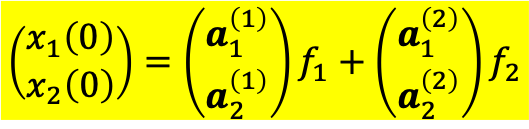 (x₁(0) x₂(0)) = (a₁⁽¹⁾ a₂⁽¹⁾) f₁ + (a₁⁽²⁾ a₂⁽²⁾) f₂